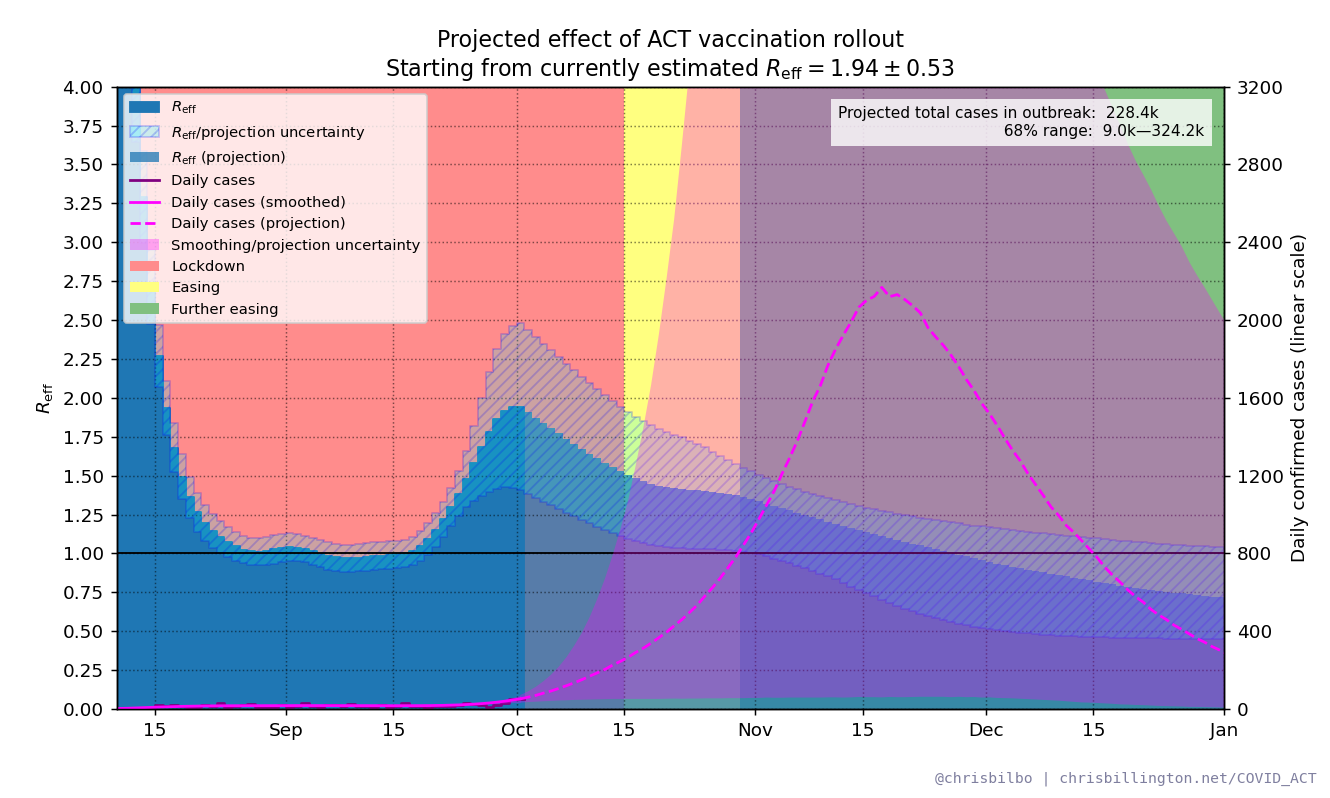 Projected effect of ACT vaccination rollout
Starting from currently estimated Reff = 1.94 ± 0.53
4.00
3.75
3.50
3.25
3.00
2.75
2.50
2.25
2.00
1.75
1.50
1.25
1.00
0.75
0.50
0.25
0.00
Reff
Reff
Reff/projection uncertainty
Reff (projection)
Daily cases
Daily cases (smoothed)
Daily cases (projection)
Smoothing/projection uncertainty
Lockdown
Easing
Further easing
Projected total cases in outbreak: 228.4k
68% range: 9.0k—324.2k
3200
2800
2400
2000
1600
1200
800
400
0
Daily confirmed cases (linear scale)
15 Sep 15 Oct 15 Nov 15 Dec 15 Jan
@chrisbilbo | chrisbillington.net/COVID_ACT